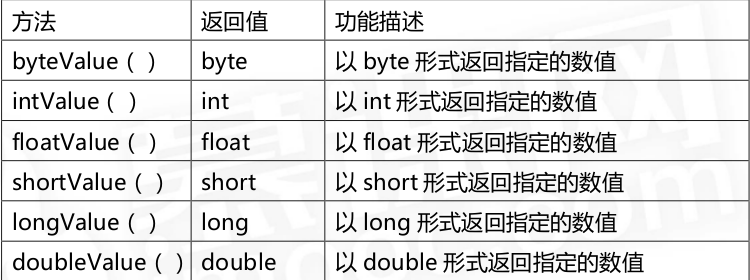 方法 返回值 功能描述
byteValue（ ） byte 以 byte 形式返回指定的数值
intValue（ ） int 以 int 形式返回指定的数值
floatValue（ ） float 以 float 形式返回指定的数值
shortValue（ ） short 以 short 形式返回指定的数值
longValue（ ） long 以 long 形式返回指定的数值
doubleValue（ ） double 以 double 形式返回指定的数值